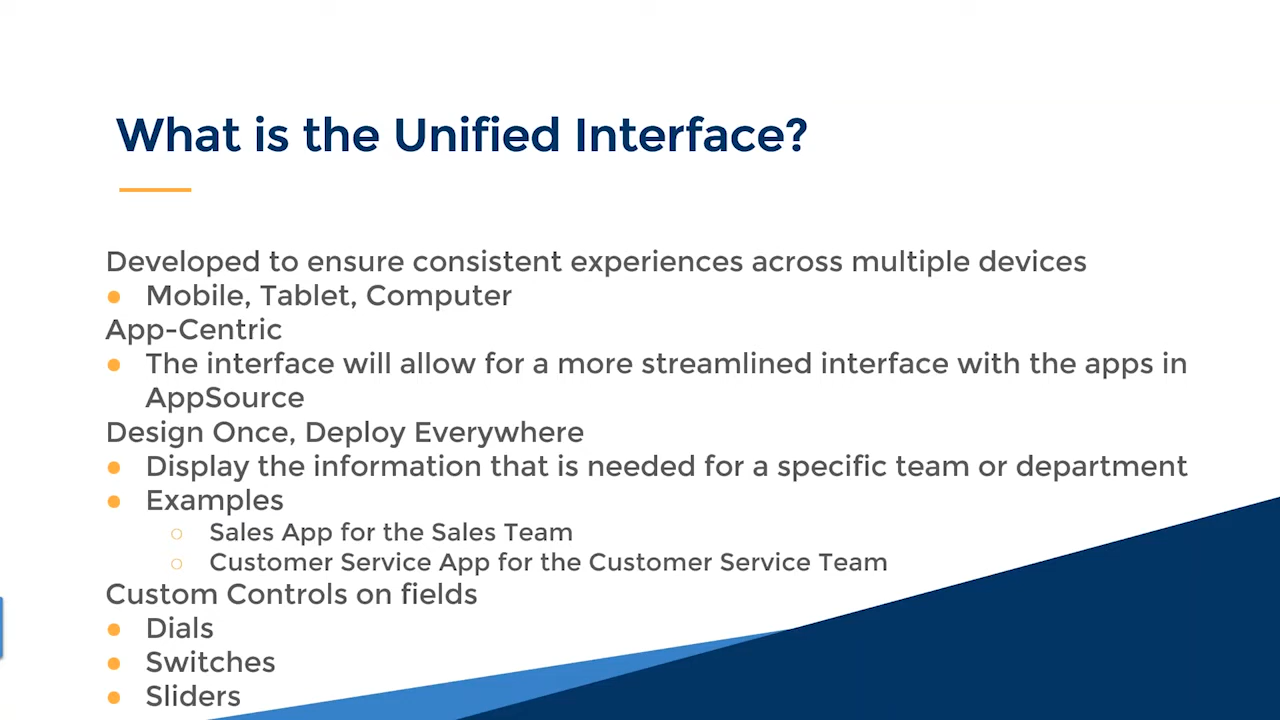 What is the Unified Interface?
Developed to ensure consistent experiences across multiple devices
● Mobile, Tablet, Computer
App-Centric
● The interface will allow for a more streamlined interface with the apps in
AppSource
Design Once, Deploy Everywhere
● Display the information that is needed for a specific team or department
● Examples
○ Sales App for the Sales Team
○ Customer Service App for the Customer Service Team
Custom Controls on fields
● Dials
● Switches
● Sliders